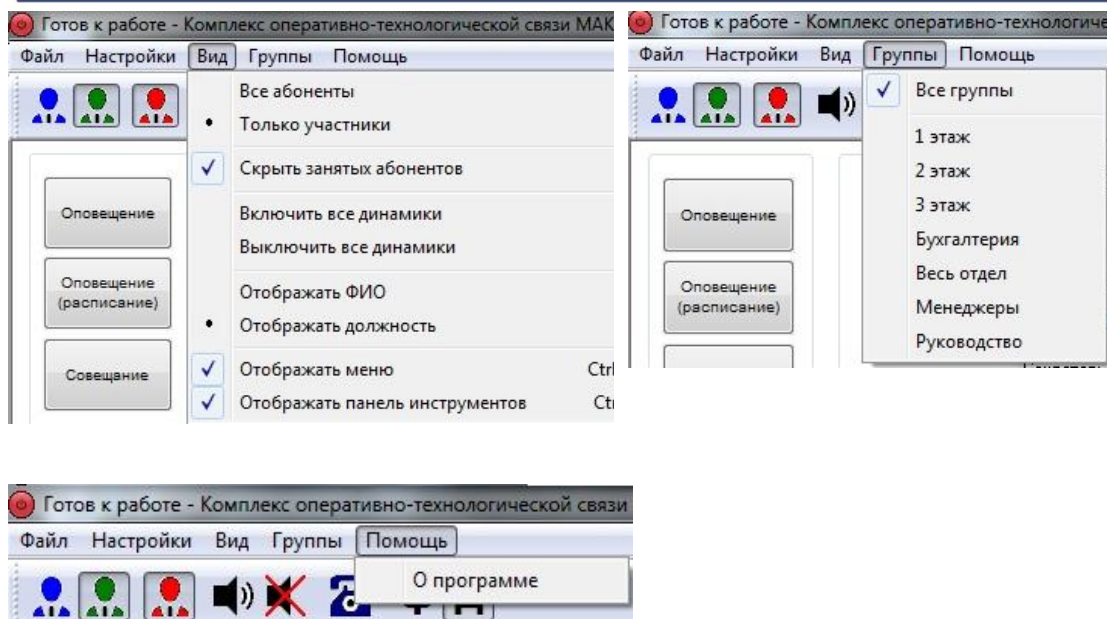 Готов к работе - Комплекс оперативно-технологической связи МАК
Файл Настройки Вид Группы Помощь
Все абоненты
Только участники
Скрыть занятых абонентов
Включить все динамики
Выключить все динамики
Отображать ФИО
Отображать должность
Отображать меню Ctrl
Отображать панель инструментов Ct
Оповещение
Оповещение
(расписание)
Совещание
Готов к работе - Комплекс оперативно-технологиче
Файл Настройки Вид Группы Помощь
Все группы
1 этаж
2 этаж
3 этаж
Бухгалтерия
Весь отдел
Менеджеры
Руководство
Оповещение
Оповещение
(расписание)
Готов к работе - Комплекс оперативно-технологической связи
Файл Настройки Вид Группы Помощь
О программе